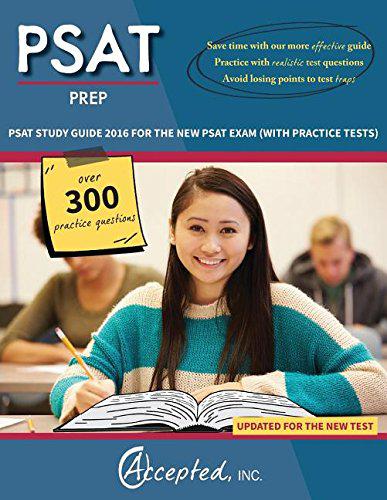 PSAT
PREP
Save time with our more effective guide
Practice with realistic test questions
Avoid losing points to test traps
PSAT STUDY GUIDE 2016 FOR THE NEW PSAT EXAM (WITH PRACTICE TESTS)
over
300
practice questions
UPDATED FOR THE NEW TEST
Accepted, INC.